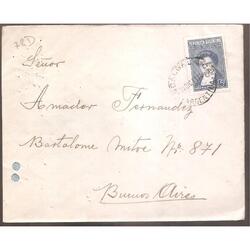 Señor
Amador Fernandez
Bartolome Mitre Nº 871
Buenos Aires